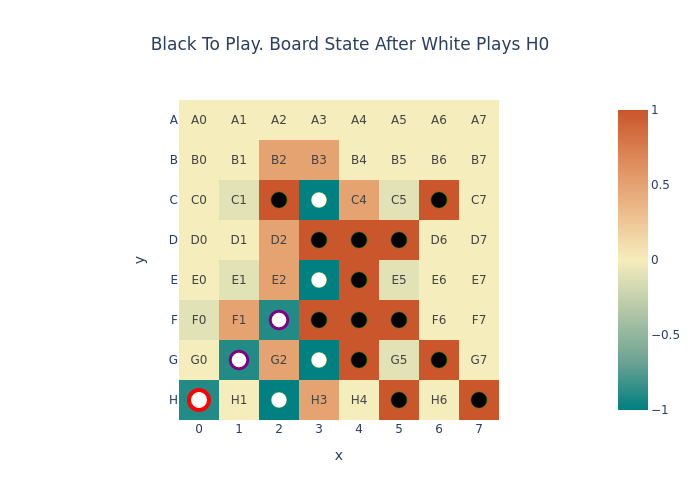 Black To Play. Board State After White Plays H0
A A0 A1 A2 A3 A4 A5 A6 A7
B B0 B1 B2 B3 B4 B5 B6 B7
C C0 C1 C4 C5 C7
D D0 D1 D2 D6 D7
E E0 E1 E2 E5 E6 E7
F F0 F1 F6 F7
G G0 G2 G5 G7
H H1 H3 H4 H6
0 1 2 3 4 5 6 7
x
y
1
0.5
0
−0.5
−1